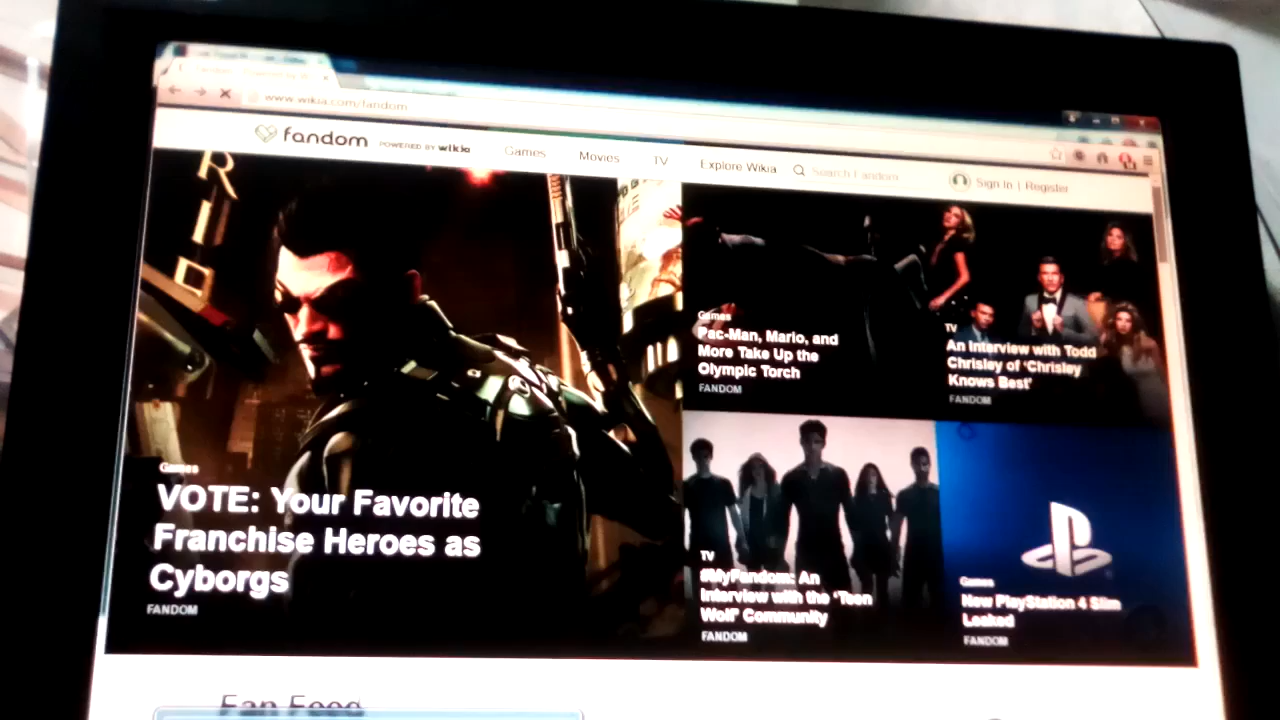 www.wikia.com/fandom
fandom POWERED BY wikia Games Movies TV Explore Wikia Search Fandom Sign In | Register
R
I
D
Games
VOTE: Your Favorite
Franchise Heroes as
Cyborgs
FANDOM
Games
Pac-Man, Mario, and
More Take Up the
Olympic Torch
FANDOM
TV
An Interview with Todd
Chrisley of 'Chrisley
Knows Best'
FANDOM
TV
#MyFandom: An
Interview with the 'Teen
Wolf' Community
FANDOM
Games
New PlayStation 4 Slim
Leaked
FANDOM
Fan Feed